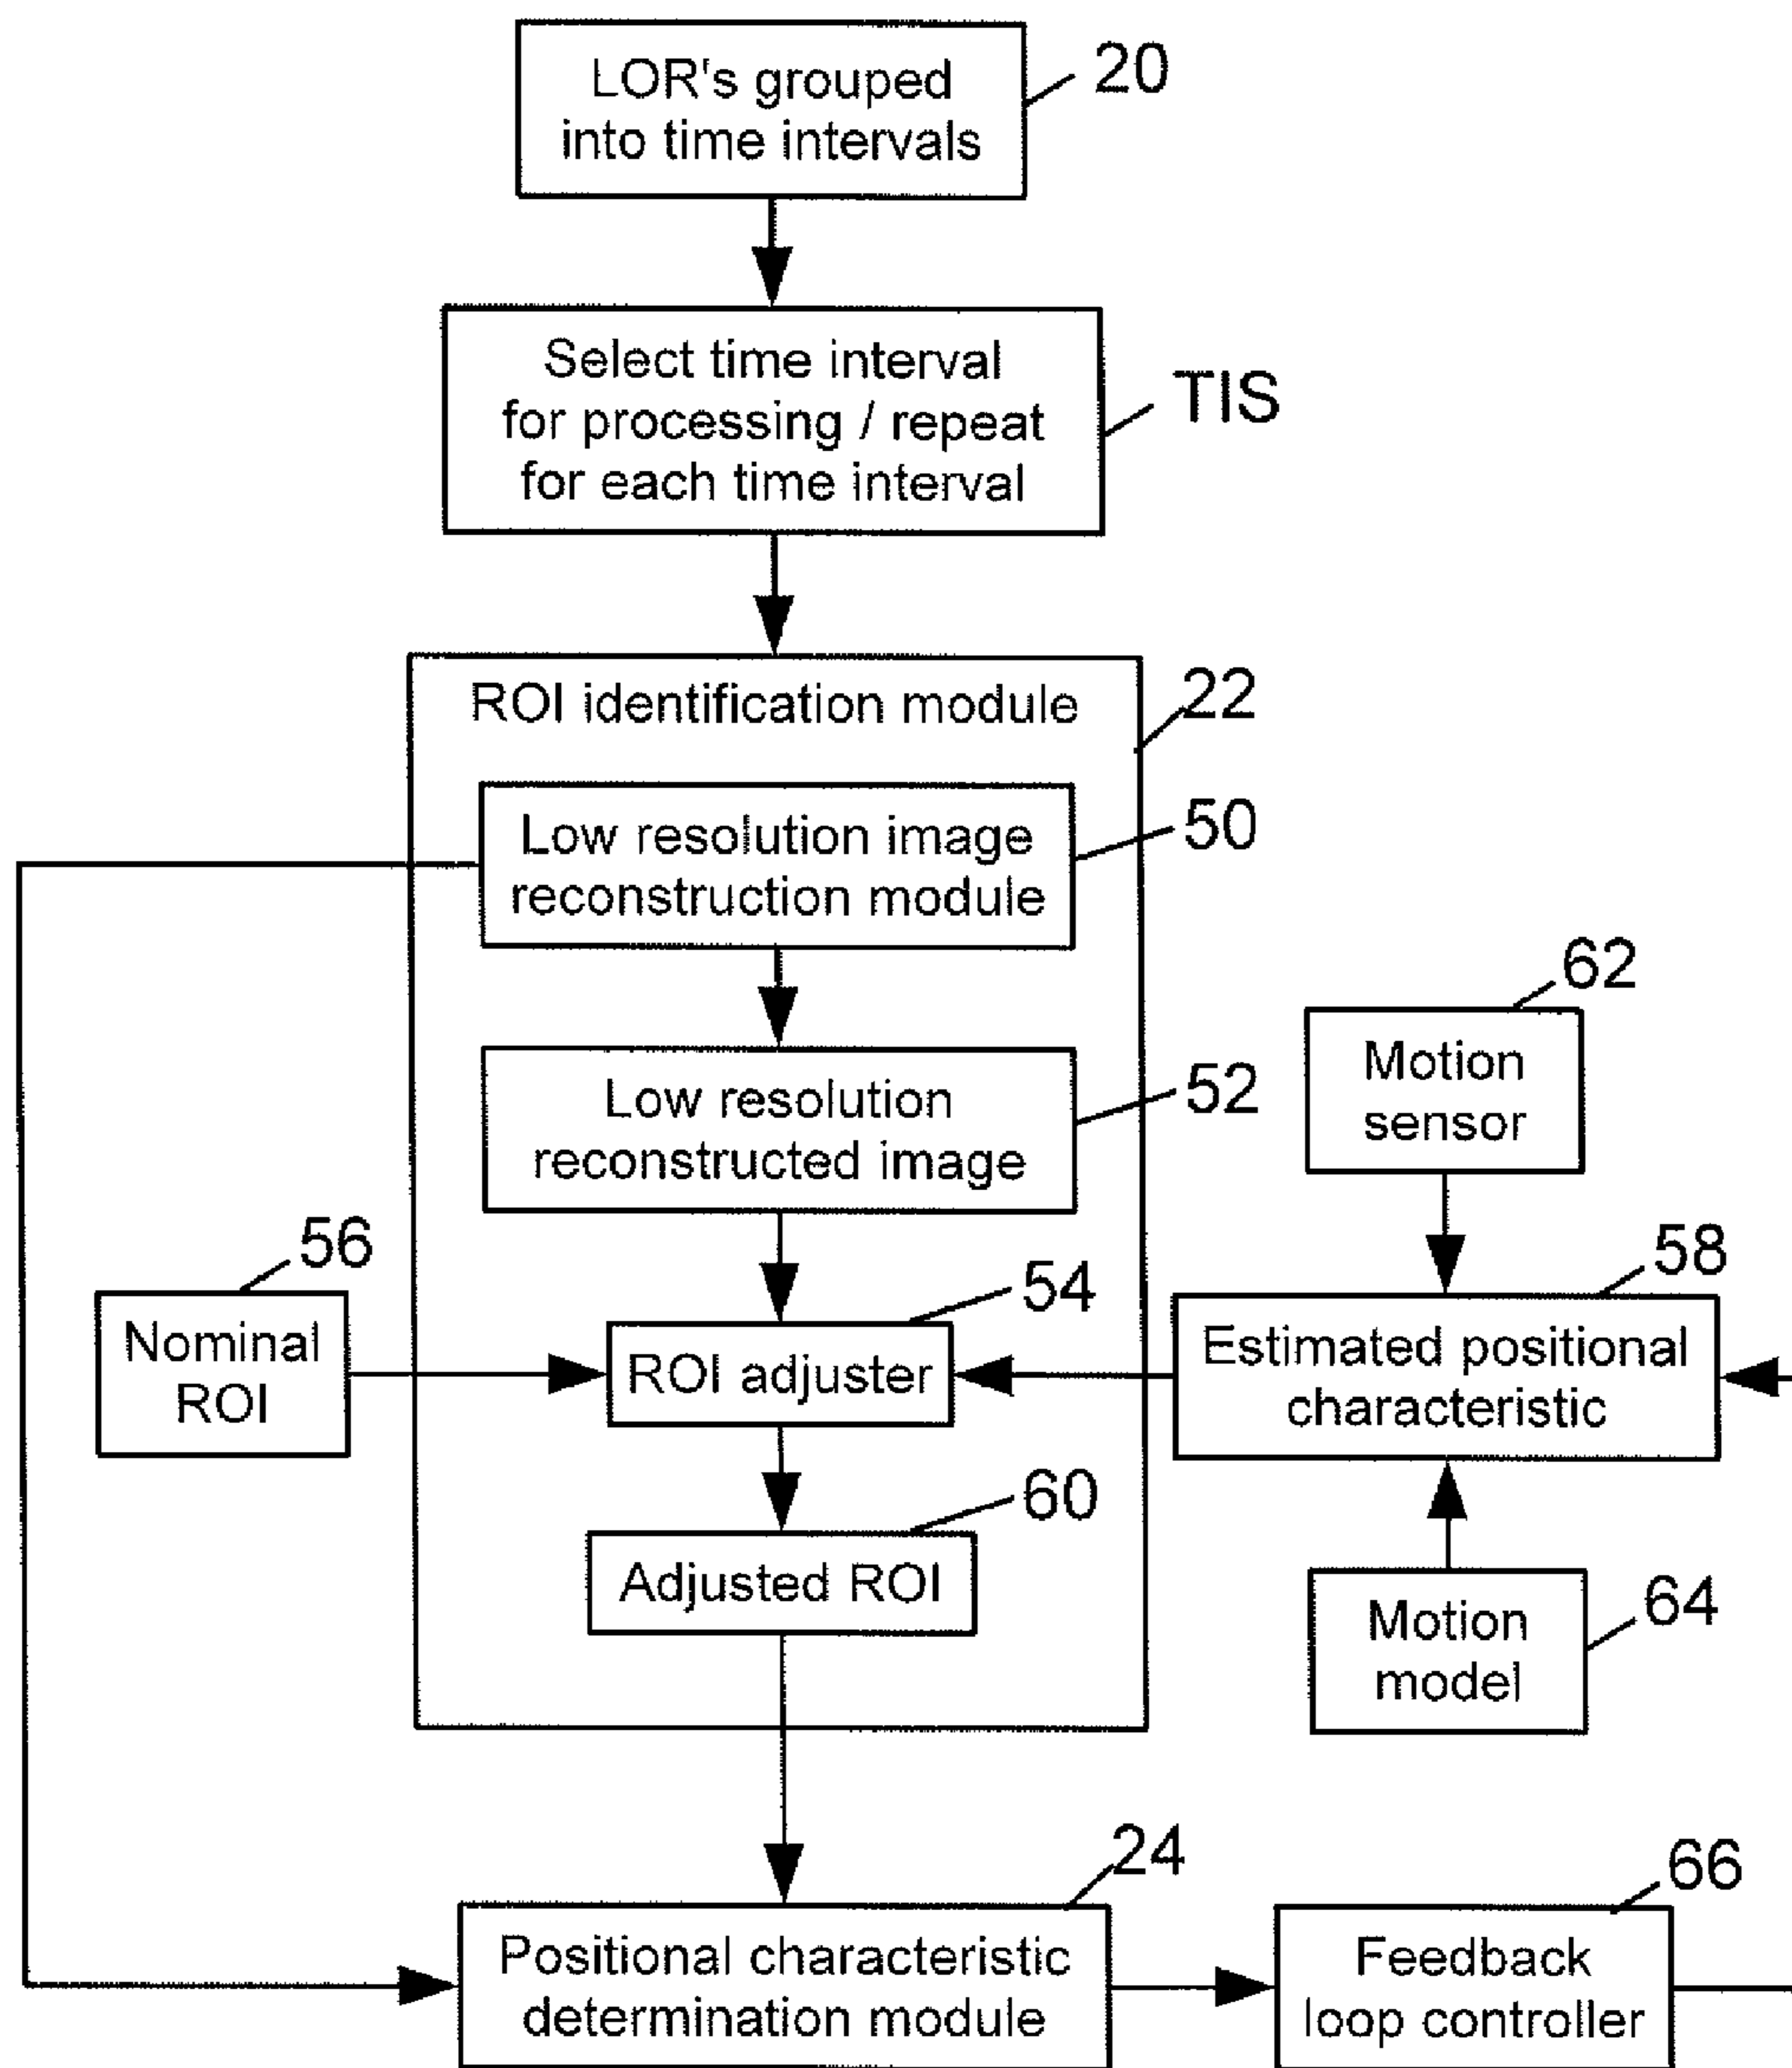 LOR's grouped
into time intervals
20
Select time interval
for processing / repeat
for each time interval
TIS
ROI identification module
22
Low resolution image
reconstruction module
50
Low resolution
reconstructed image
52
62
Motion
sensor
56
Nominal
ROI
54
ROI adjuster
58
Estimated positional
characteristic
60
Adjusted ROI
64
Motion
model
24
Positional characteristic
determination module
66
Feedback
loop controller